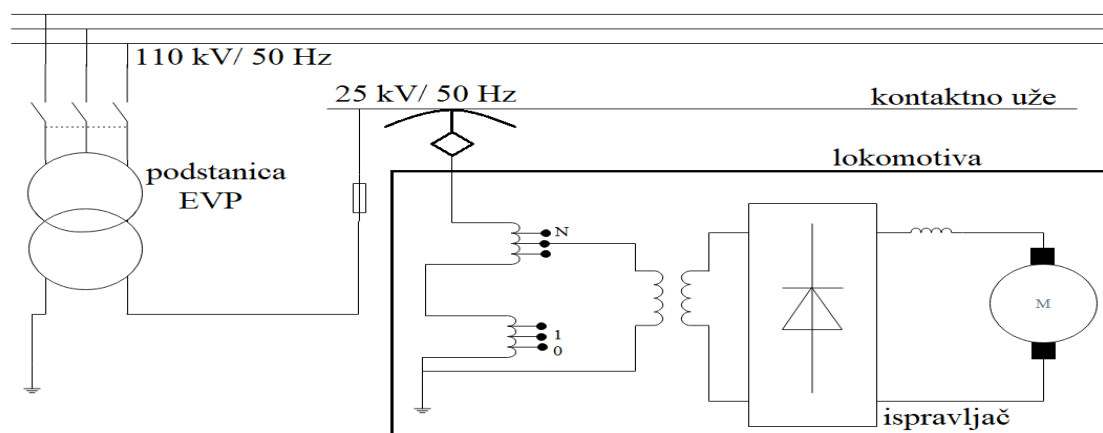 110 kV/ 50 Hz
25 kV/ 50 Hz
kontaktno uže
podstanica
EVP
lokomotiva
N
1
0
M
ispravljač